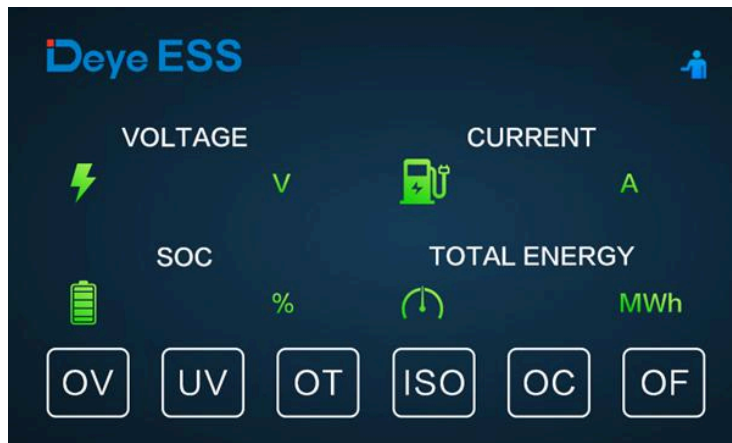 Deye ESS
VOLTAGE CURRENT
V A
SOC TOTAL ENERGY
% MWh
OV UV OT ISO OC OF